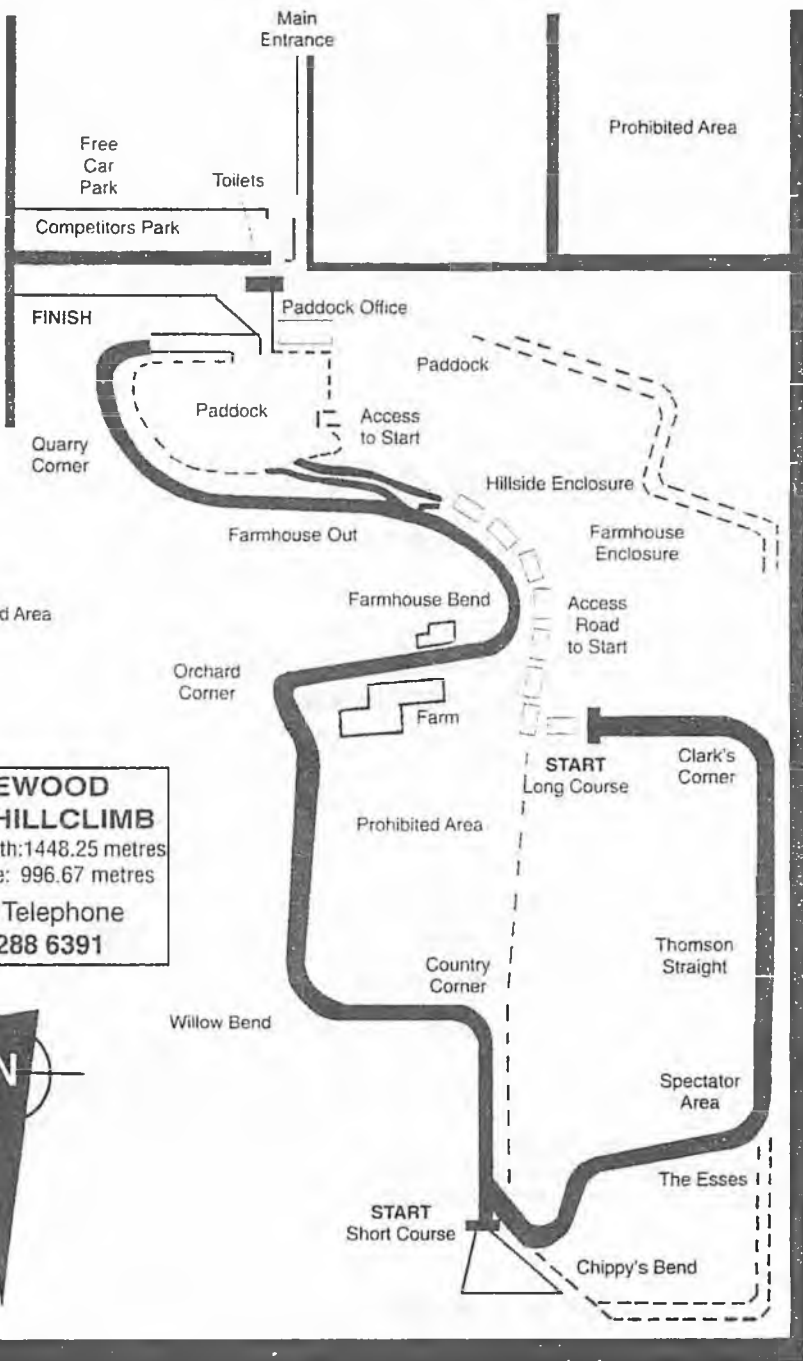 Main
Entrance
Prohibited Area
Free
Car
Park
Toilets
Competitors Park
FINISH
Paddock Office
Paddock
Paddock
Access
to Start
Quarry
Corner
Hillside Enclosure
Farmhouse Out
Farmhouse
Enclosure
Farmhouse Bend
Access
Road
to Start
d Area
Orchard
Corner
Farm
START
Long Course
Clark's
Corner
EWOOD
HILLCLIMB
th:1448.25 metres
e: 996.67 metres
Telephone
288 6391
Prohibited Area
Country
Corner
Thomson
Straight
Willow Bend
N
Spectator
Area
The Esses
START
Short Course
Chippy's Bend